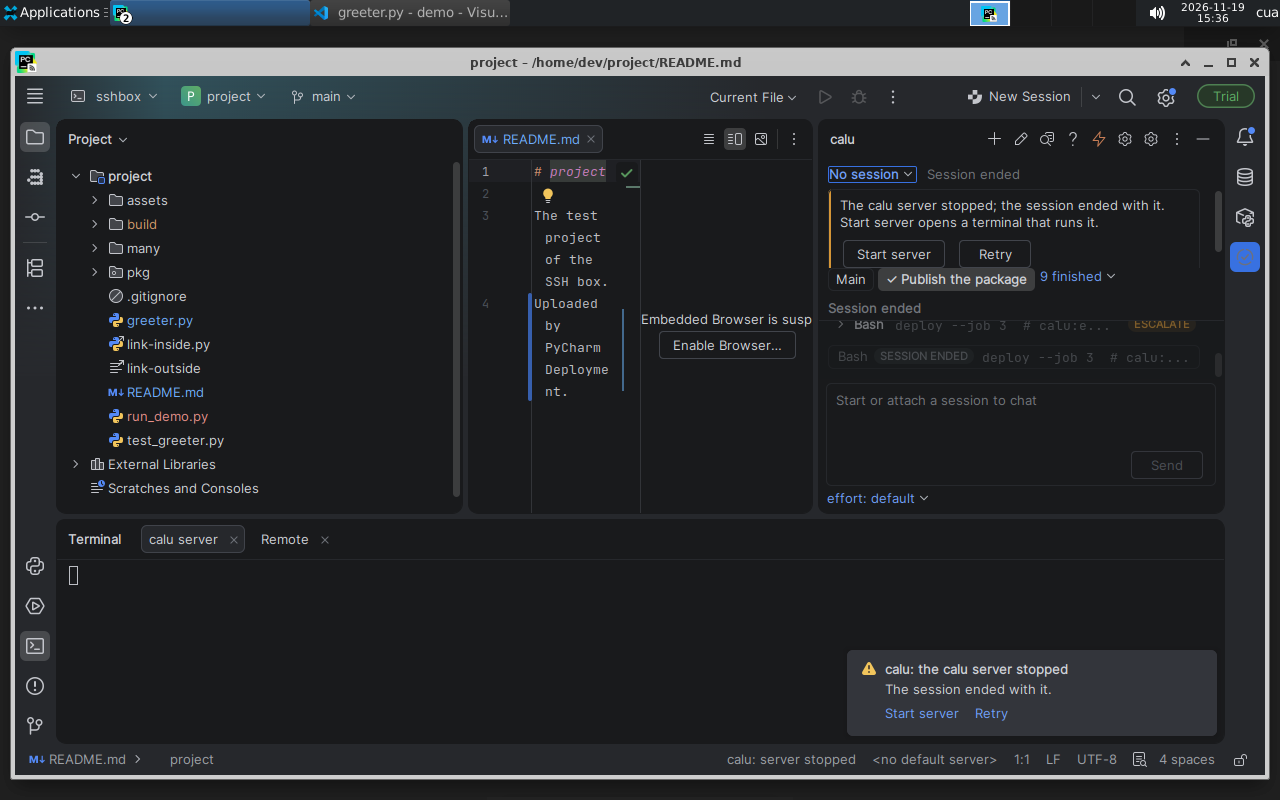 Applications
2
greeter.py - demo - Visu...
2026-11-19
15:36
cua
project – /home/dev/project/README.md
sshbox
P project
main
Current File
New Session
Trial
Project
project
assets
build
many
pkg
.gitignore
greeter.py
link-inside.py
link-outside
README.md
run_demo.py
test_greeter.py
External Libraries
Scratches and Consoles
README.md
1 # project
2
3 The test
project
of the
SSH box.
4 Uploaded
by
PyCharm
Deployme
nt.
Embedded Browser is susp
Enable Browser...
calu
No session
Session ended
The calu server stopped; the session ended with it.
Start server opens a terminal that runs it.
Start server
Retry
Main
✓ Publish the package
9 finished
Session ended
Bash deploy --job 3 # calu:e... ESCALATE
Bash SESSION ENDED deploy --job 3 # calu:...
Start or attach a session to chat
Send
effort: default
Terminal
calu server
Remote
calu: the calu server stopped
The session ended with it.
Start server
Retry
README.md
project
calu: server stopped
<no default server>
1:1
LF
UTF-8
4 spaces